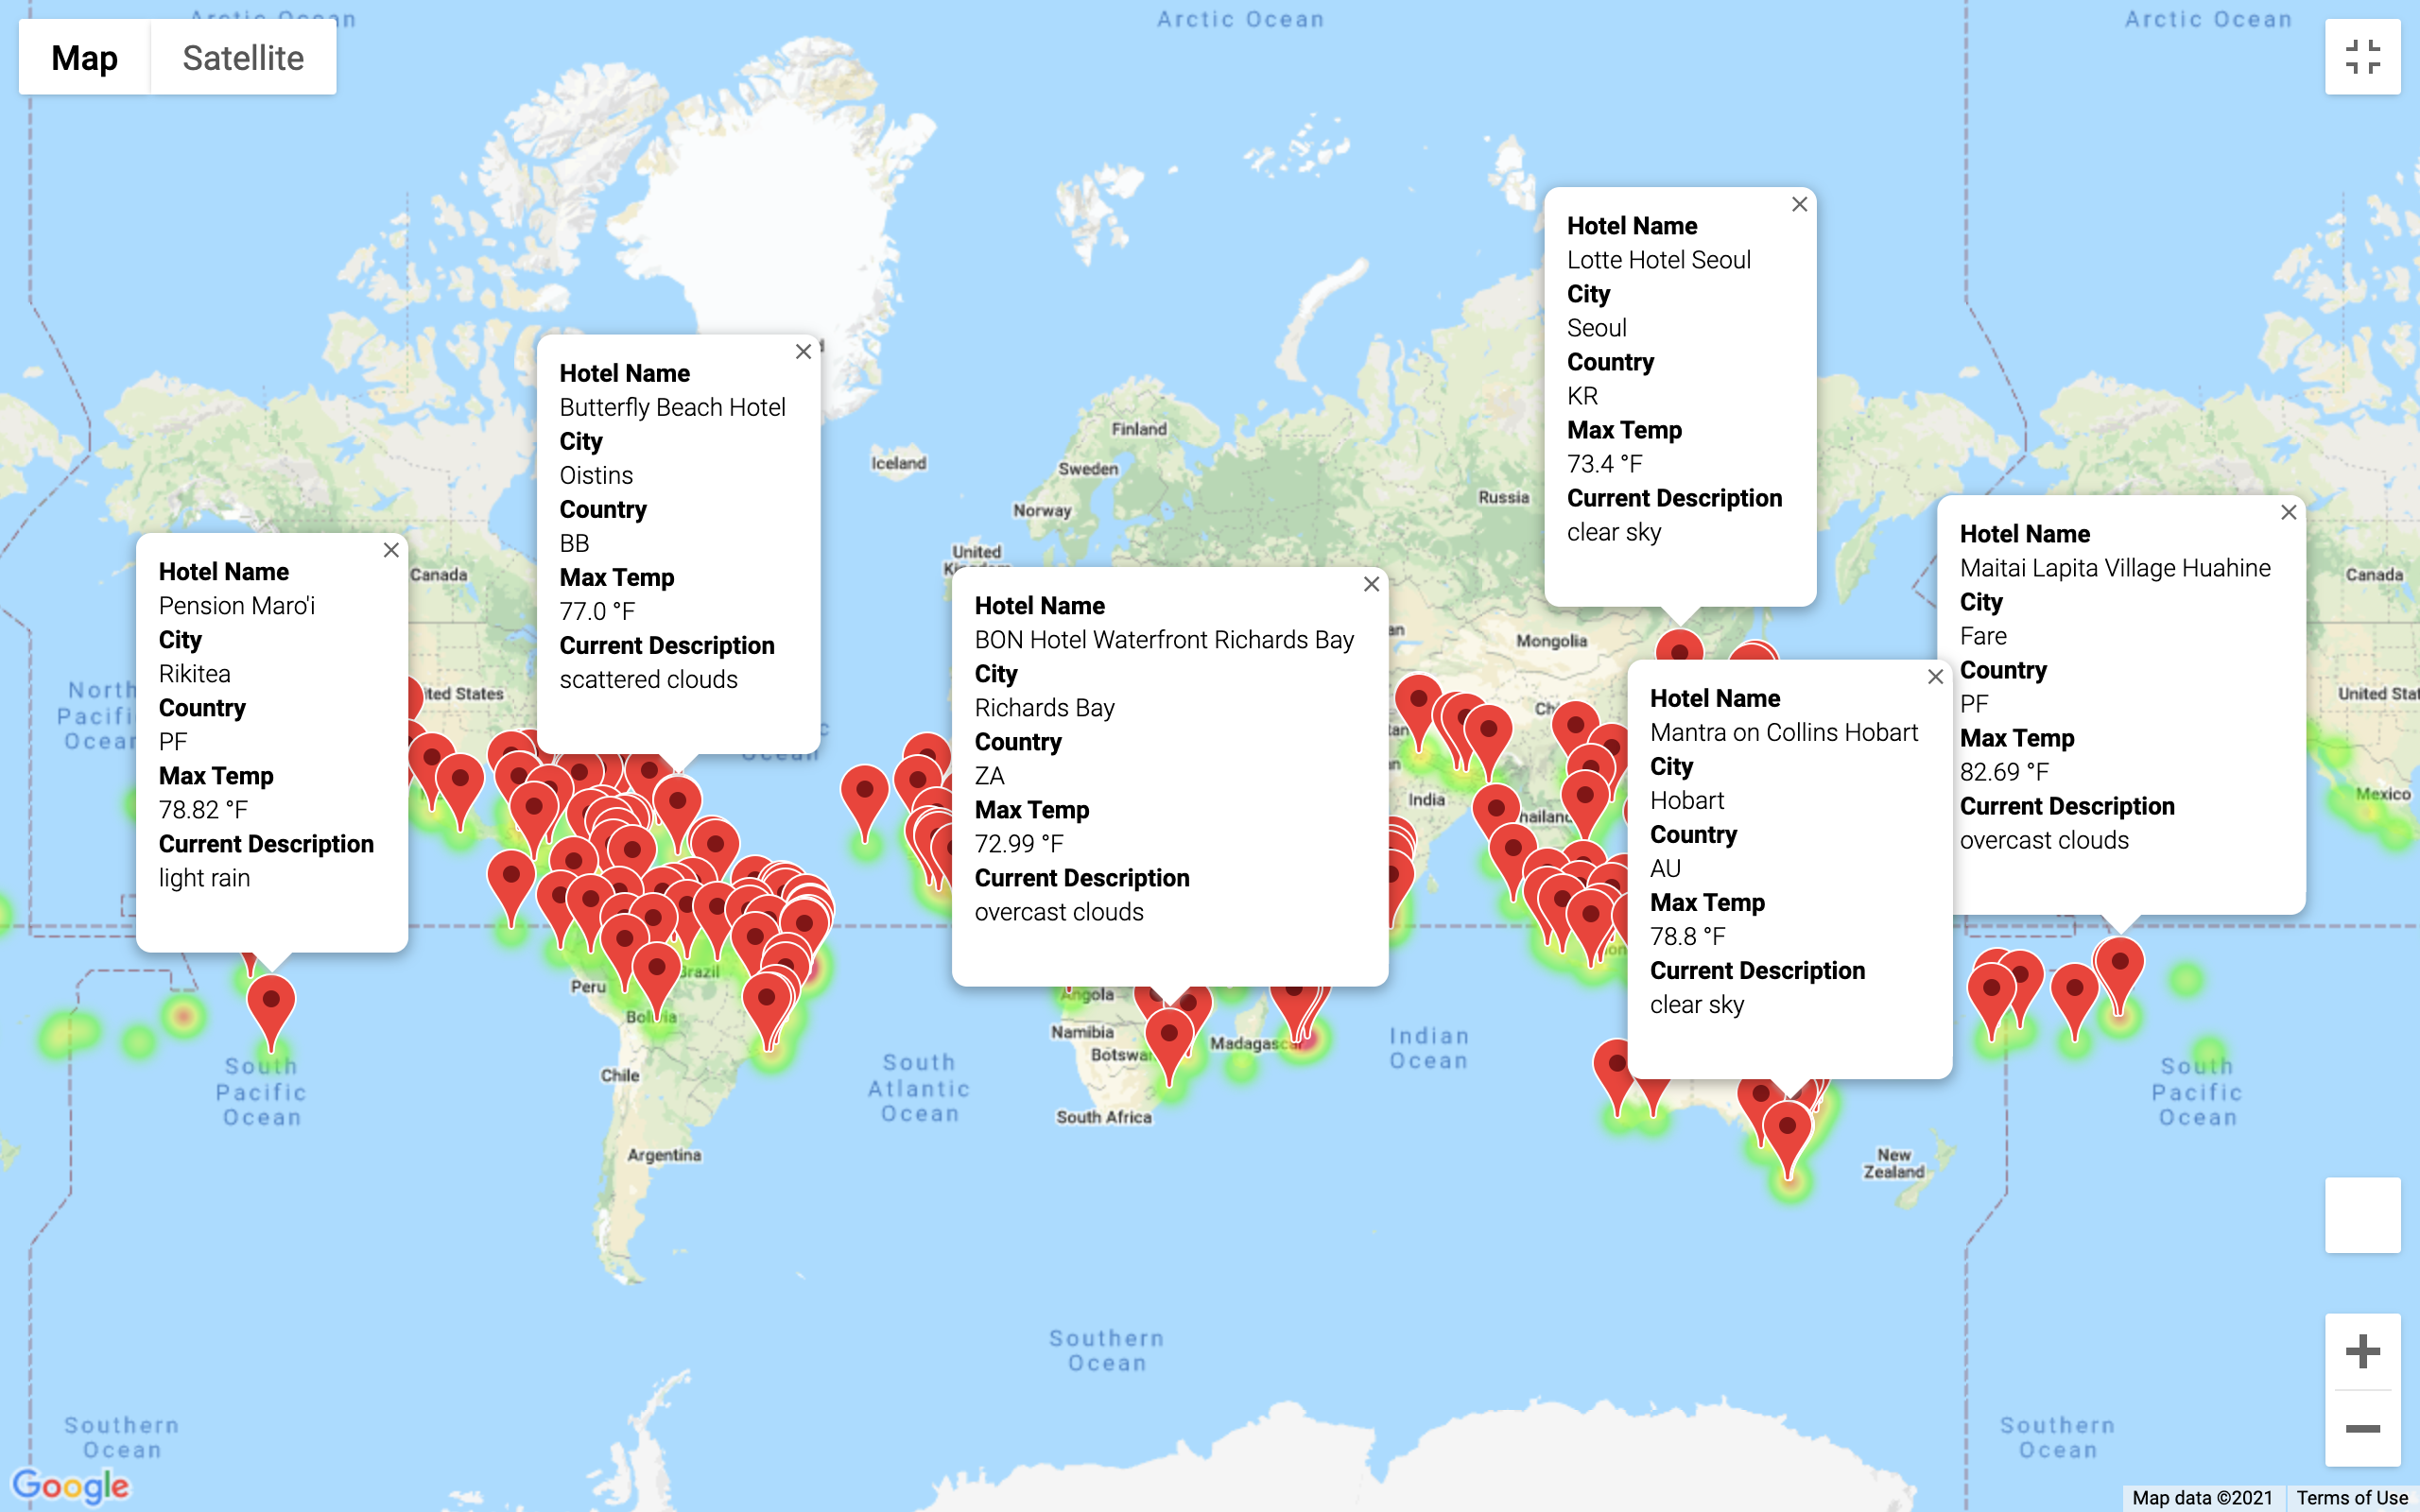 Arctic Ocean
Arctic Ocean
Arctic Ocean
Map
Satellite
Hotel Name
Lotte Hotel Seoul
City
Seoul
Country
KR
Max Temp
73.4 °F
Current Description
clear sky
Hotel Name
Butterfly Beach Hotel
City
Oistins
Country
BB
Max Temp
77.0 °F
Current Description
scattered clouds
Finland
Iceland
Sweden
Russia
Norway
United
Hotel Name
Maitai Lapita Village Huahine
City
Fare
Country
PF
Max Temp
82.69 °F
Current Description
overcast clouds
Hotel Name
Pension Maro'i
City
Rikitea
Country
PF
Max Temp
78.82 °F
Current Description
light rain
Canada
Canada
Hotel Name
BON Hotel Waterfront Richards Bay
City
Richards Bay
Country
ZA
Max Temp
72.99 °F
Current Description
overcast clouds
Mongolia
Hotel Name
Mantra on Collins Hobart
City
Hobart
Country
AU
Max Temp
78.8 °F
Current Description
clear sky
North
Pacifi
Ocean
ited States
United Stat
Ocean
India
hailand
Mexico
Brazil
Peru
Bolivia
Angola
Namibia
Botswa
Madagascar
Indian
Ocean
South
Pacific
Ocean
South
Atlantic
Ocean
South
Pacific
Ocean
Chile
South Africa
Argentina
New
Zealand
Southern
Ocean
Southern
Ocean
Southern
Ocean
Google
Map data ©2021
Terms of Use